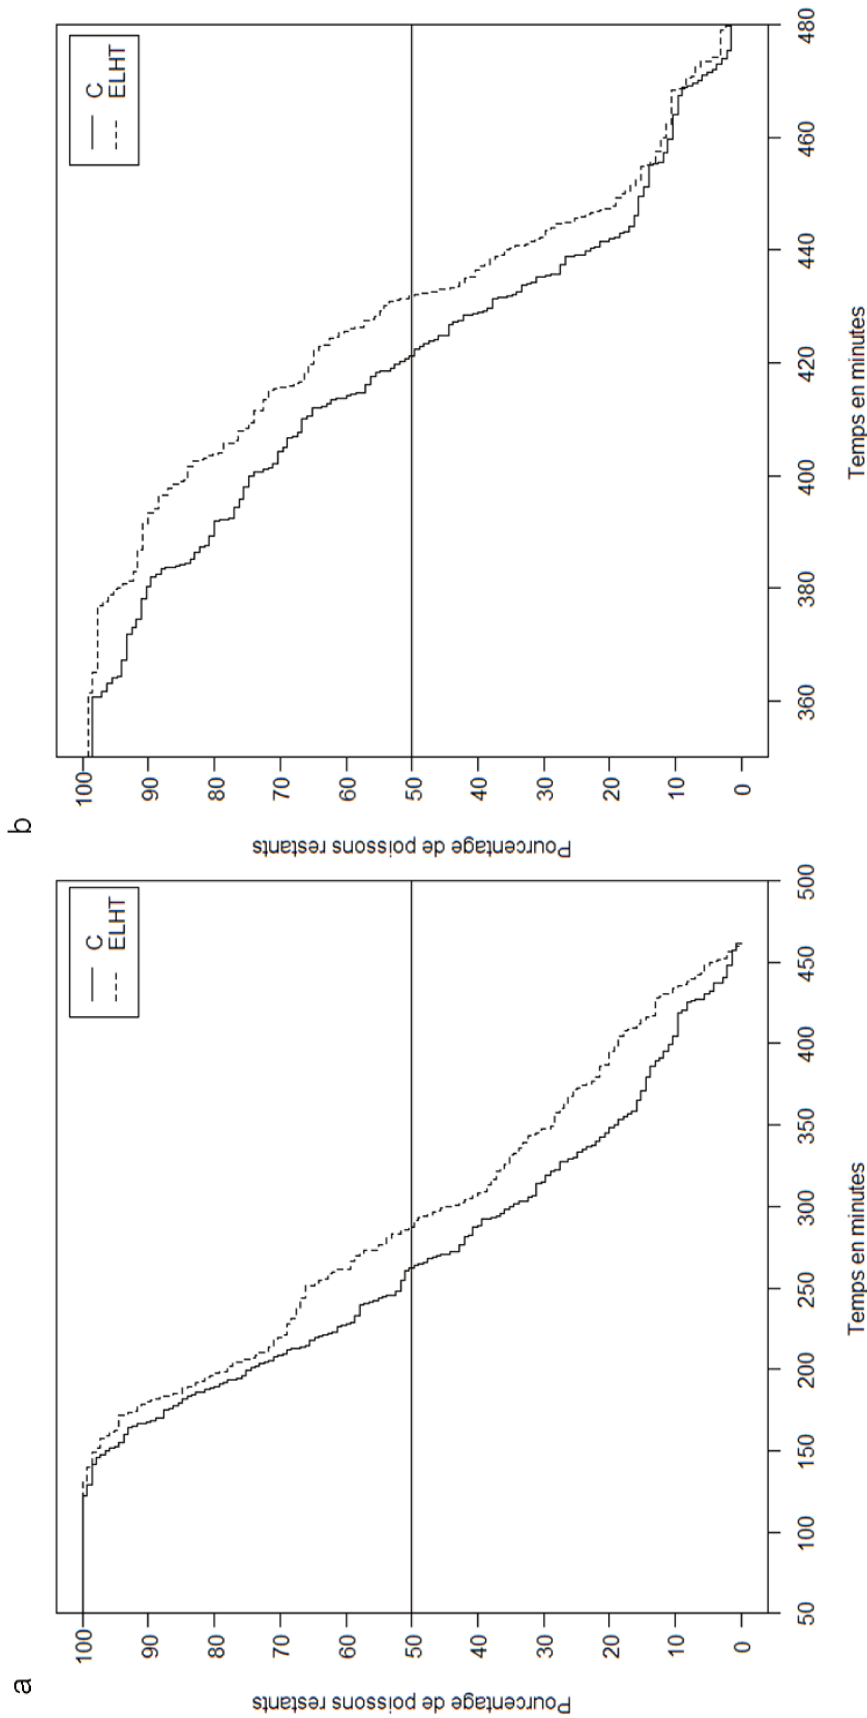 a
C
ELHT
Pourcentage de poissons restants
100
90
80
70
60
50
40
30
20
10
0
50 100 150 200 250 300 350 400 450 500
Temps en minutes
b
C
ELHT
Pourcentage de poissons restants
100
90
80
70
60
50
40
30
20
10
0
360 380 400 420 440 460 480
Temps en minutes